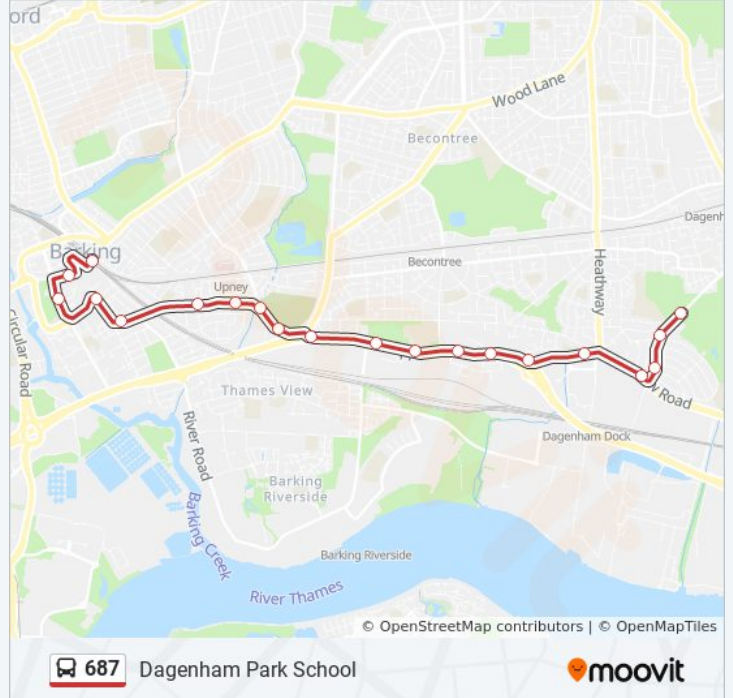 ord
Wood Lane
Becontree
Dagenh
Barking
Becontree
Heathway
Upney
Circular Road
Thames View
y Road
River Road
Dagenham Dock
Barking
Riverside
Barking Creek
Barking Riverside
River Thames
© OpenStreetMap contributors | © OpenMapTiles
687 Dagenham Park School
moovit